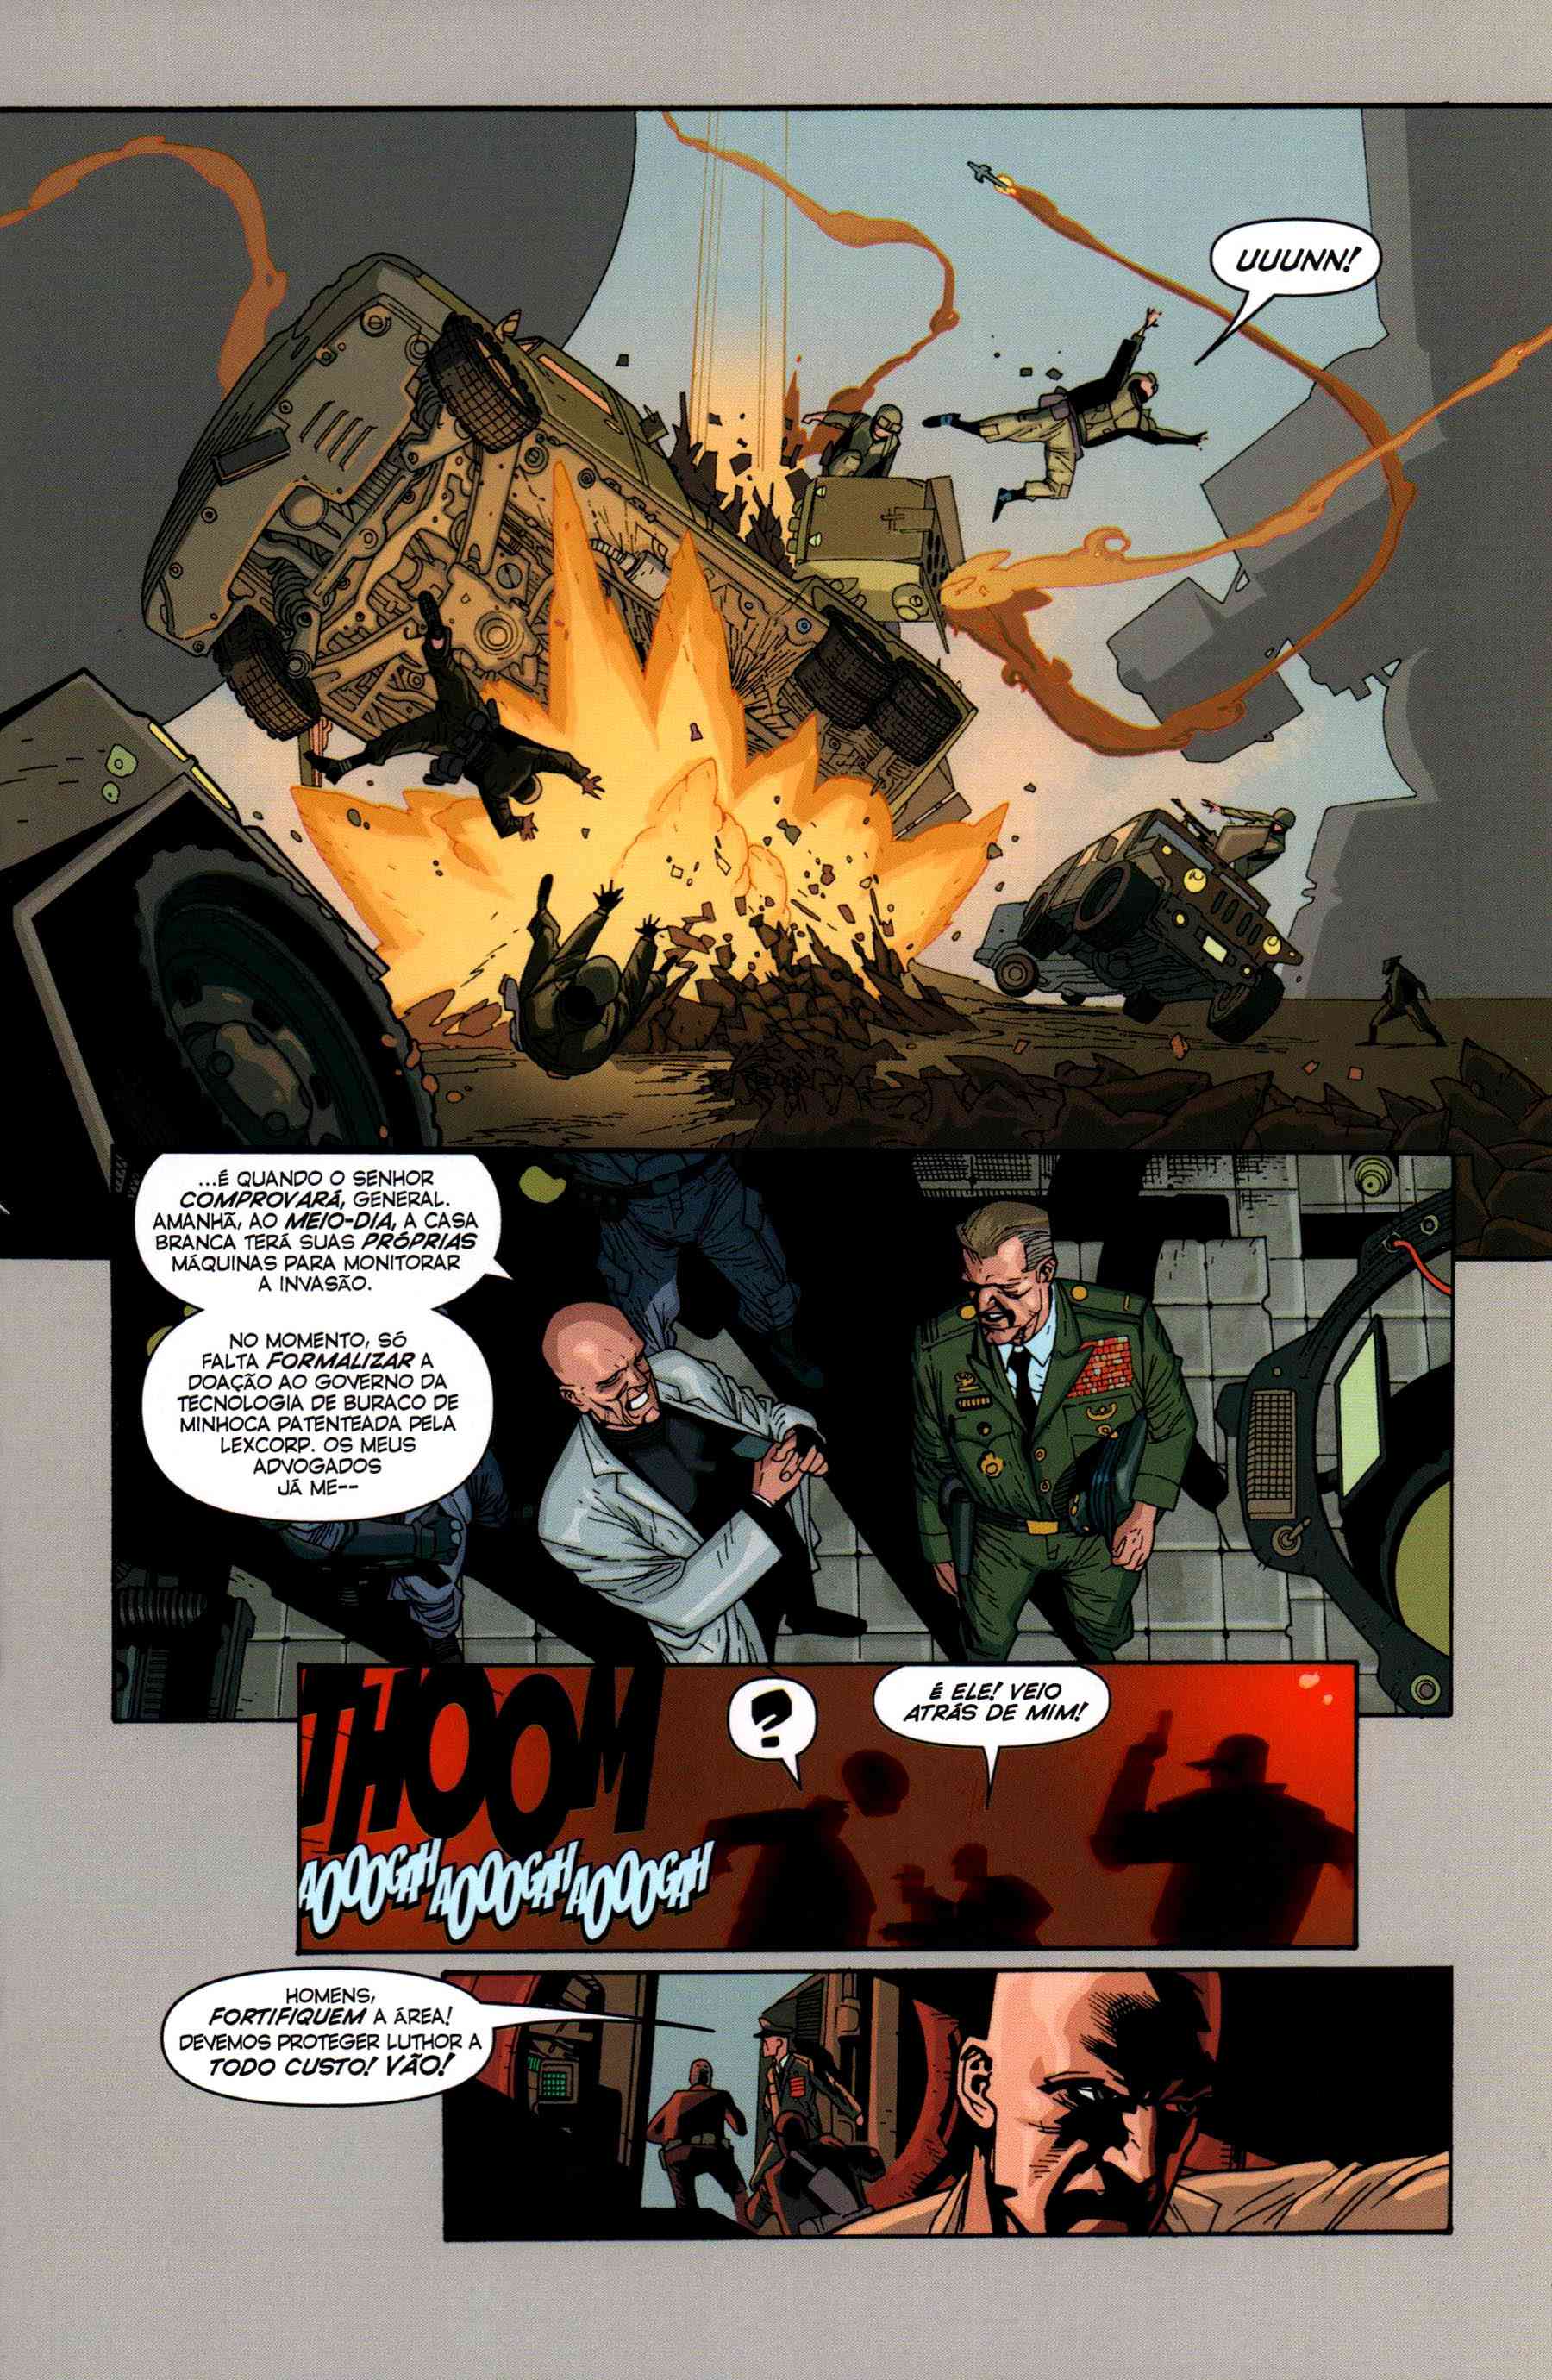 UUUNN!
...É QUANDO O SENHOR
COMPROVARÁ, GENERAL.
AMANHÃ, AO MEIO-DIA, A CASA
BRANCA TERÁ SUAS PRÓPRIAS
MÁQUINAS PARA MONITORAR
A INVASÃO.
NO MOMENTO, SÓ
FALTA FORMALIZAR A
DOAÇÃO AO GOVERNO DA
TECNOLOGIA DE BURACO DE
MINHOCA PATENTEADA PELA
LEXCORP. OS MEUS
ADVOGADOS
JÁ ME--
THOOM
?
É ELE! VEIO
ATRÁS DE MIM!
AOOOGAH AOOOGAH AOOOGAH
HOMENS,
FORTIFIQUEM A ÁREA!
DEVEMOS PROTEGER LUTHOR A
TODO CUSTO! VÃO!